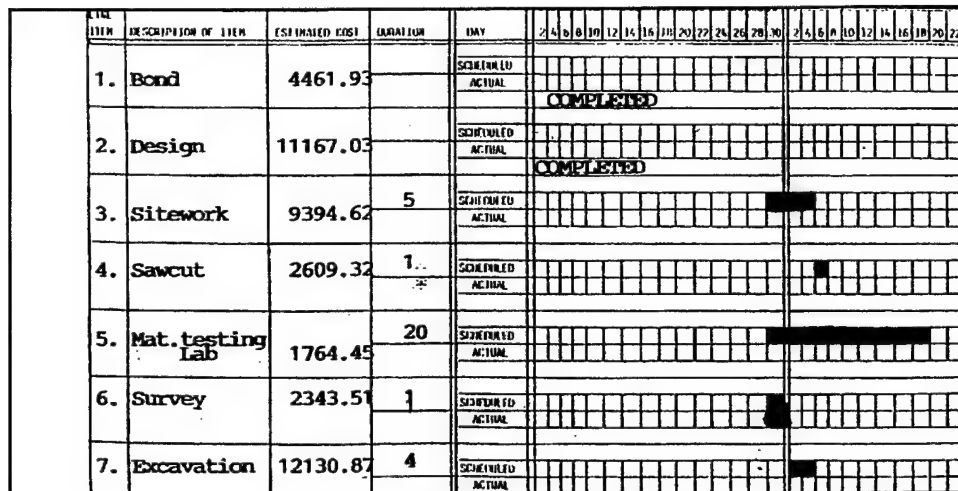 ITEM DESCRIPTION OF ITEM ESTIMATED COST DURATION DAY 2 4 6 8 10 12 14 16 18 20 22 24 26 28 30 2 4 6 8 10 12 14 16 18 20 22
1. Bond 4461.93 SCHEDULED
ACTUAL
COMPLETED
2. Design 11167.03 SCHEDULED
ACTUAL
COMPLETED
3. Sitework 9394.62 5 SCHEDULED
ACTUAL
4. Sawcut 2609.32 1 SCHEDULED
ACTUAL
5. Mat.testing
Lab 1764.45 20 SCHEDULED
ACTUAL
6. Survey 2343.51 1 SCHEDULED
ACTUAL
7. Excavation 12130.87 4 SCHEDULED
ACTUAL